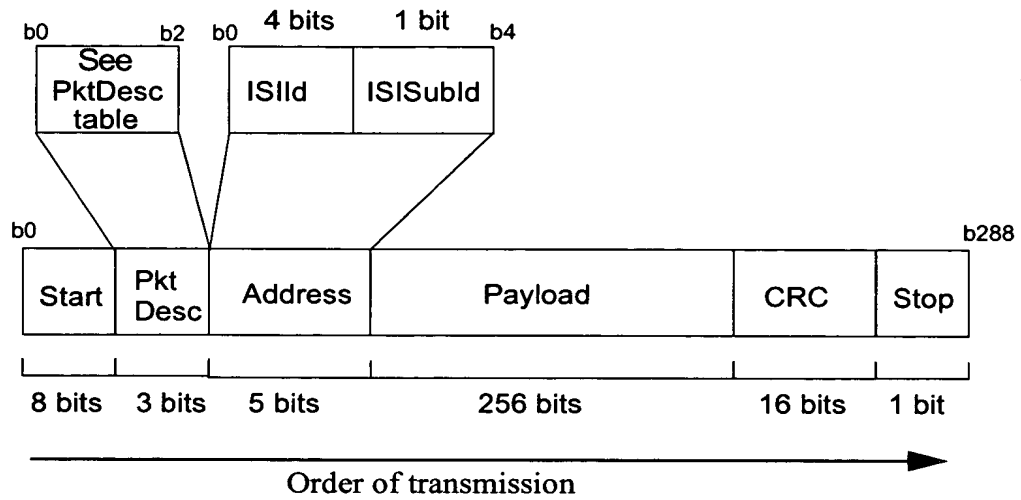 4 bits 1 bit
b0 b2 b0 b4
See
PktDesc
table
ISIId ISISubId
b0 b288
Start Pkt
Desc Address Payload CRC Stop
8 bits 3 bits 5 bits 256 bits 16 bits 1 bit
Order of transmission